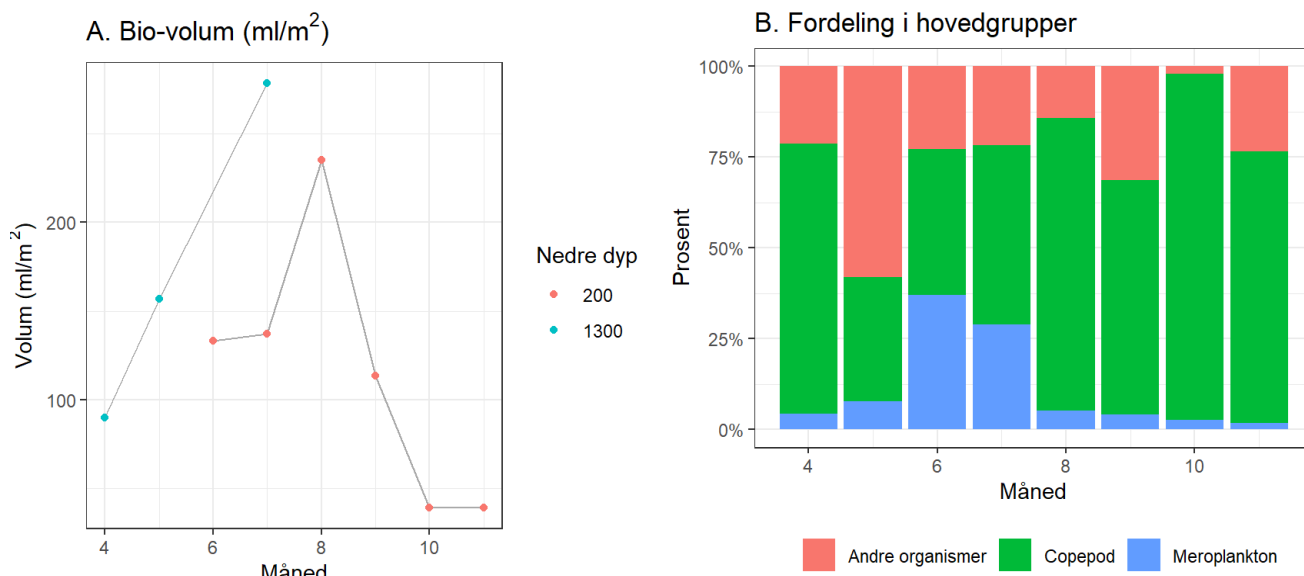 A. Bio-volum (ml/m²)
Volum (ml/m²)
200
100
4
6
8
10
Måned
Nedre dyp
200
1300
B. Fordeling i hovedgrupper
Prosent
100%
75%
50%
25%
0%
4
6
8
10
Måned
Andre organismer
Copepod
Meroplankton